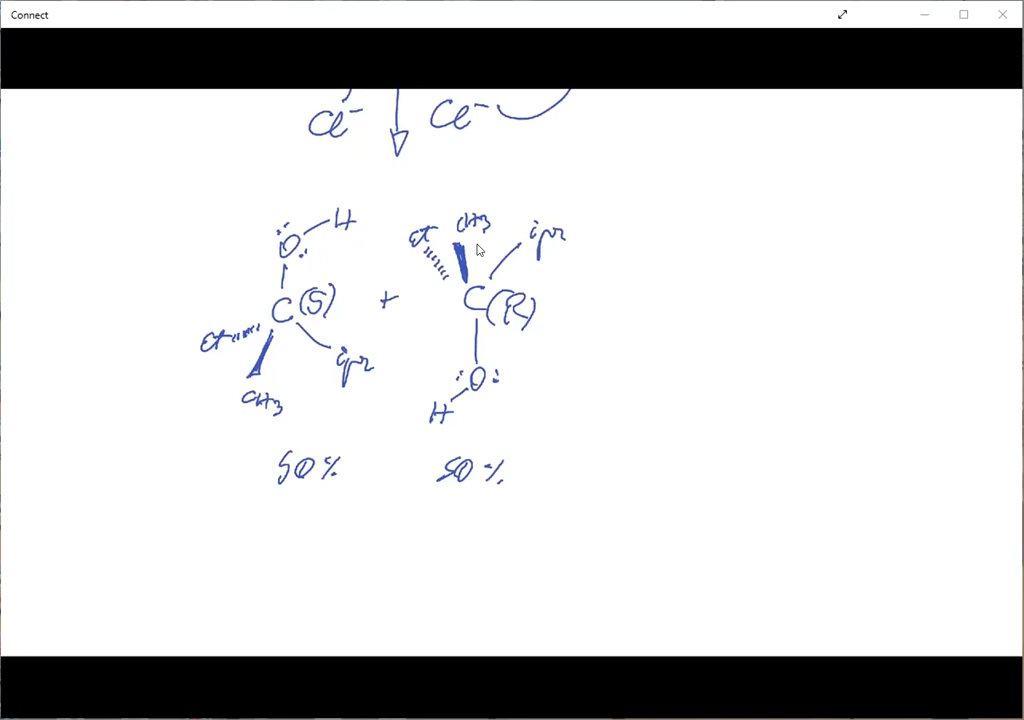 Connect
Cl⁻ Cl⁻
H
:O:
C (S)
Et
CH3
ipr
+
Et CH3 ipr
C (R)
:O:
H
50% 50%